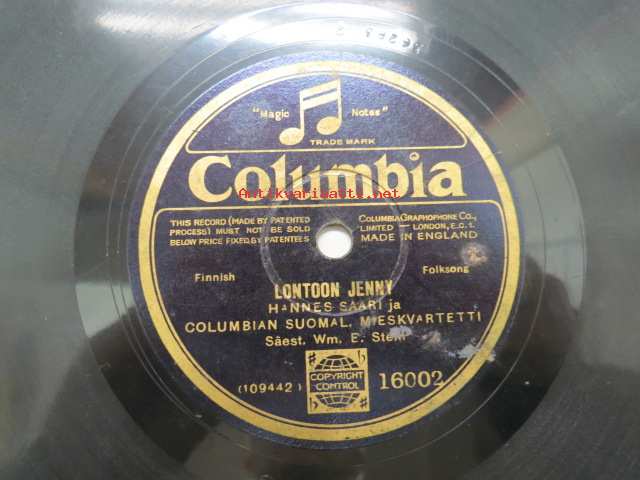 "Magic Notes"
TRADE MARK
Columbia
Antikvariaatti.net
THIS RECORD (MADE BY PATENTED
PROCESS) MUST NOT BE SOLD
BELOW PRICE FIXED BY PATENTEES
COLUMBIA GRAPHOPHONE CO.,
LIMITED — LONDON, E.C.1.
MADE IN ENGLAND
Finnish Folksong
LONTOON JENNY
HANNES SAARI ja
COLUMBIAN SUOMAL. MIESKVARTETTI
Säest. Wm. E.
COPYRIGHT
CONTROL
(109442) 16002